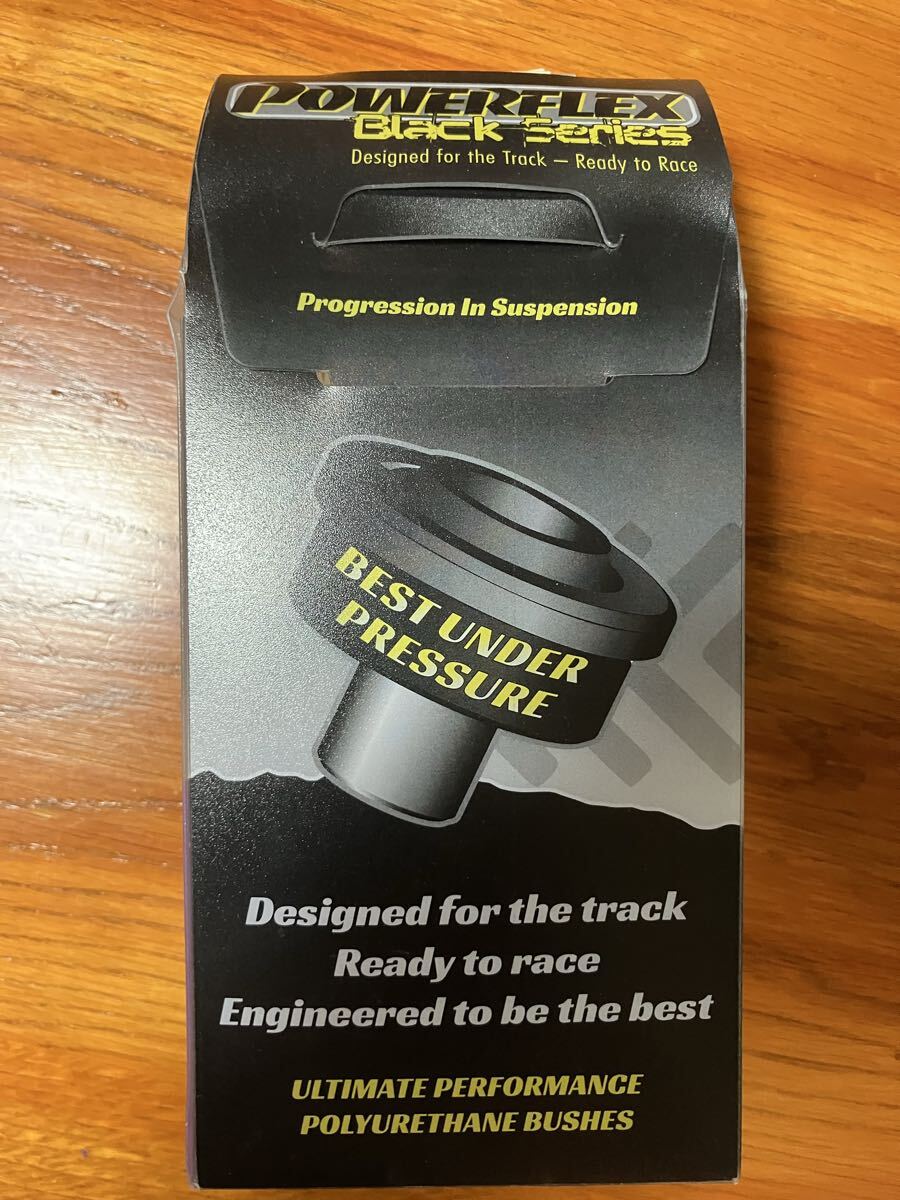 POWERFLEX
Black Series
Designed for the Track – Ready to Race
Progression In Suspension
BEST UNDER
PRESSURE
Designed for the track
Ready to race
Engineered to be the best
ULTIMATE PERFORMANCE
POLYURETHANE BUSHES